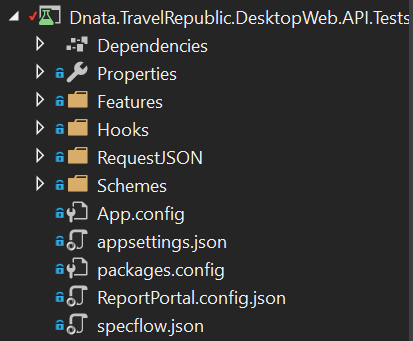 Dnata.TravelRepublic.DesktopWeb.API.Tests
Dependencies
Properties
Features
Hooks
RequestJSON
Schemes
App.config
appsettings.json
packages.config
ReportPortal.config.json
specflow.json